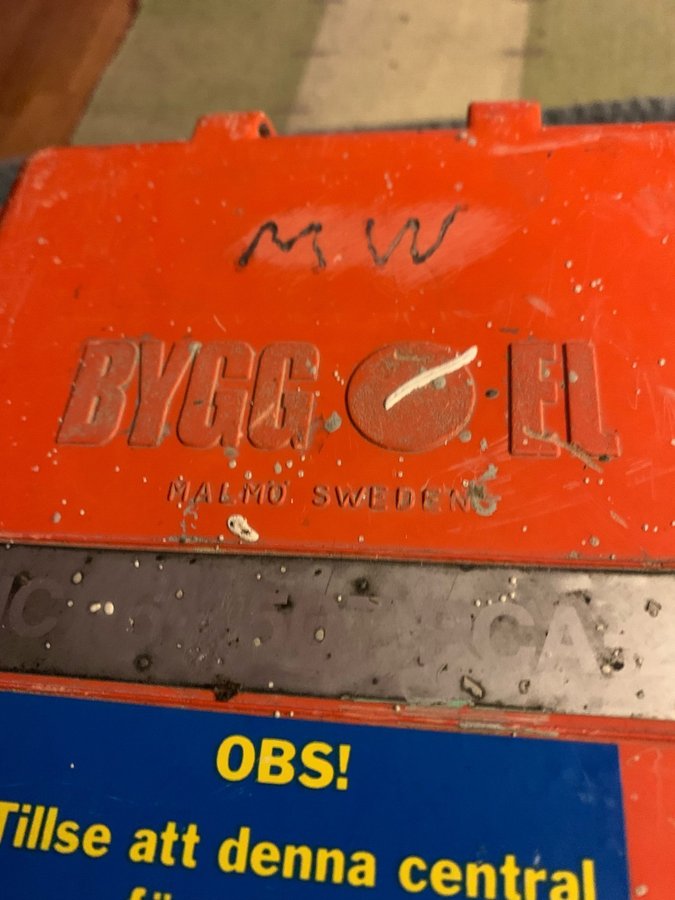 MW
BYGG EL
MALMÖ SWEDEN
OBS!
Tillse att denna central